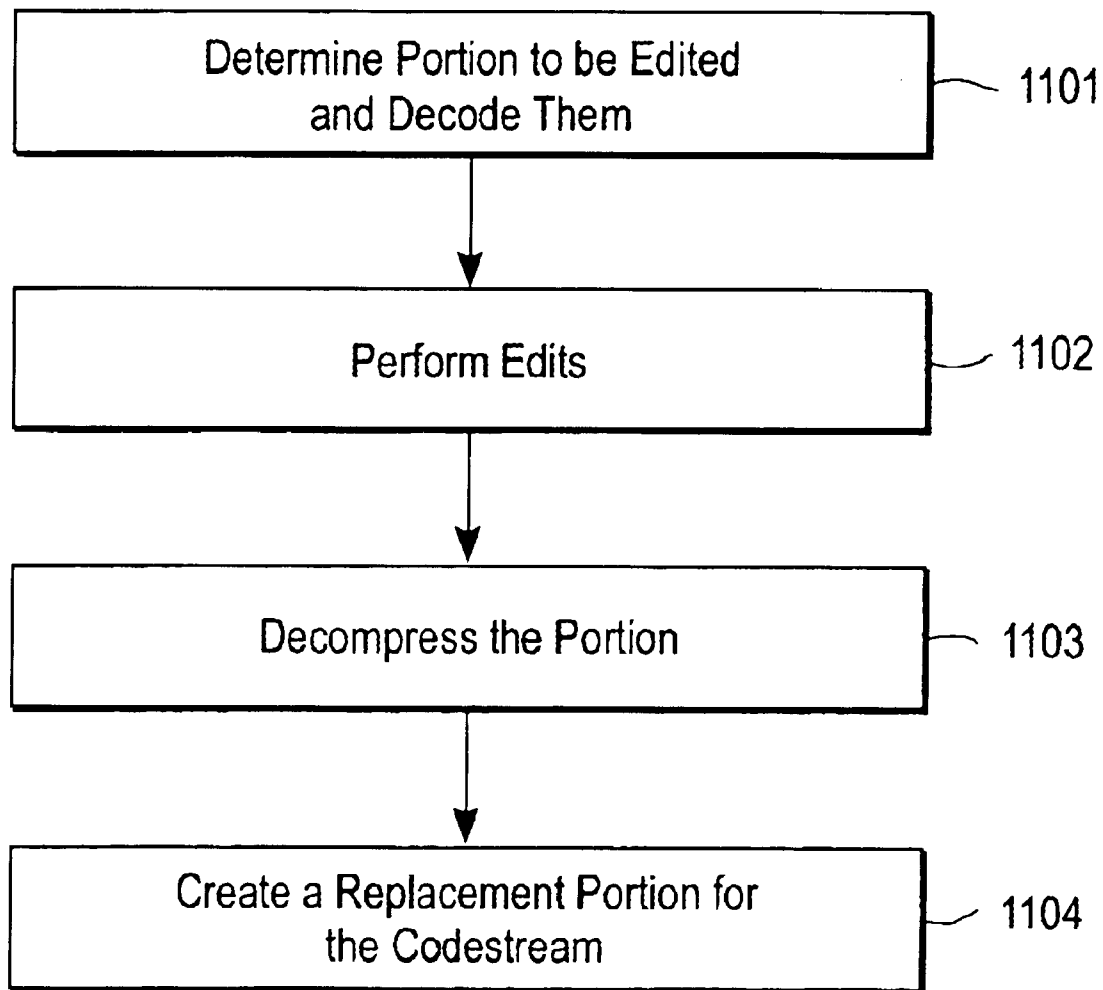 Determine Portion to be Edited
and Decode Them
1101
Perform Edits
1102
Decompress the Portion
1103
Create a Replacement Portion for
the Codestream
1104